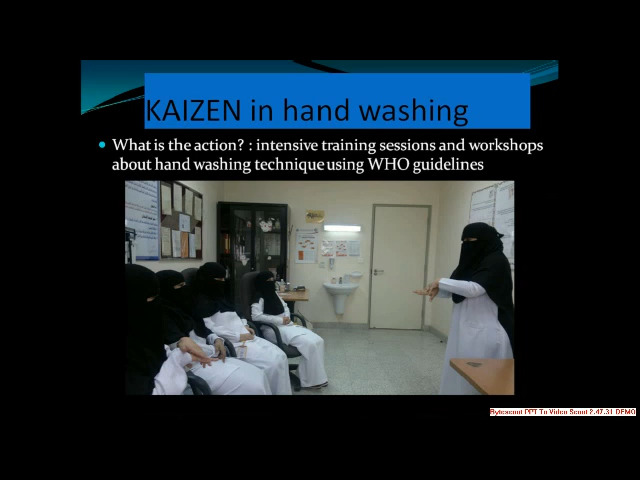 KAIZEN in hand washing
What is the action? : intensive training sessions and workshops
about hand washing technique using WHO guidelines
Bytescout PPT To Video Scout 2.47.31 DEMO